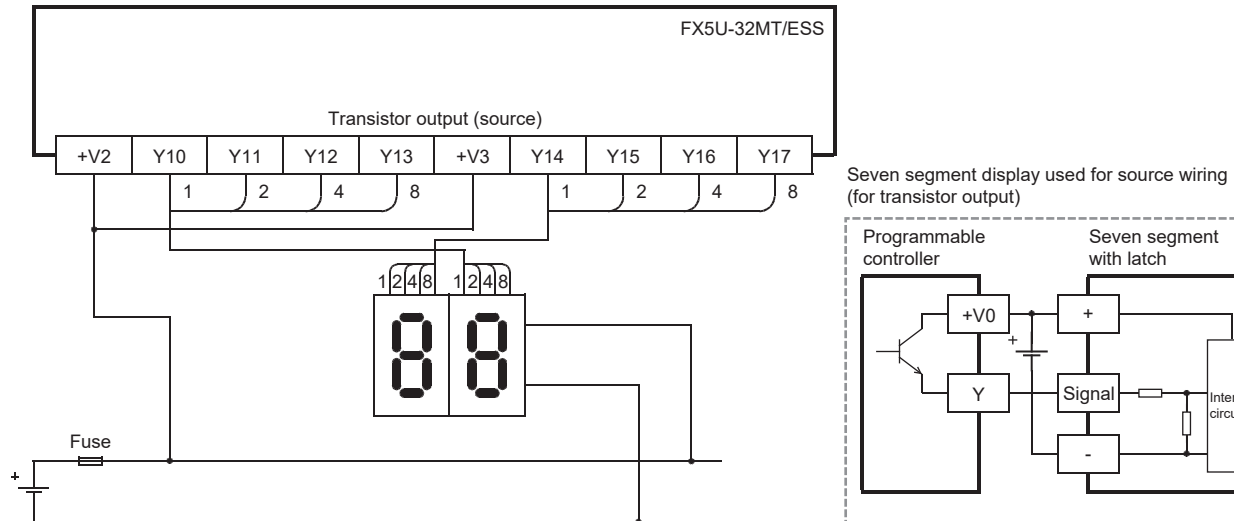 FX5U-32MT/ESS
Transistor output (source)
+V2 Y10 Y11 Y12 Y13 +V3 Y14 Y15 Y16 Y17
1 2 4 8 1 2 4 8
1 2 4 8 1 2 4 8
Fuse
+
Seven segment display used for source wiring
(for transistor output)
Programmable
controller
Seven segment
with latch
+V0 +
+
Y Signal
-